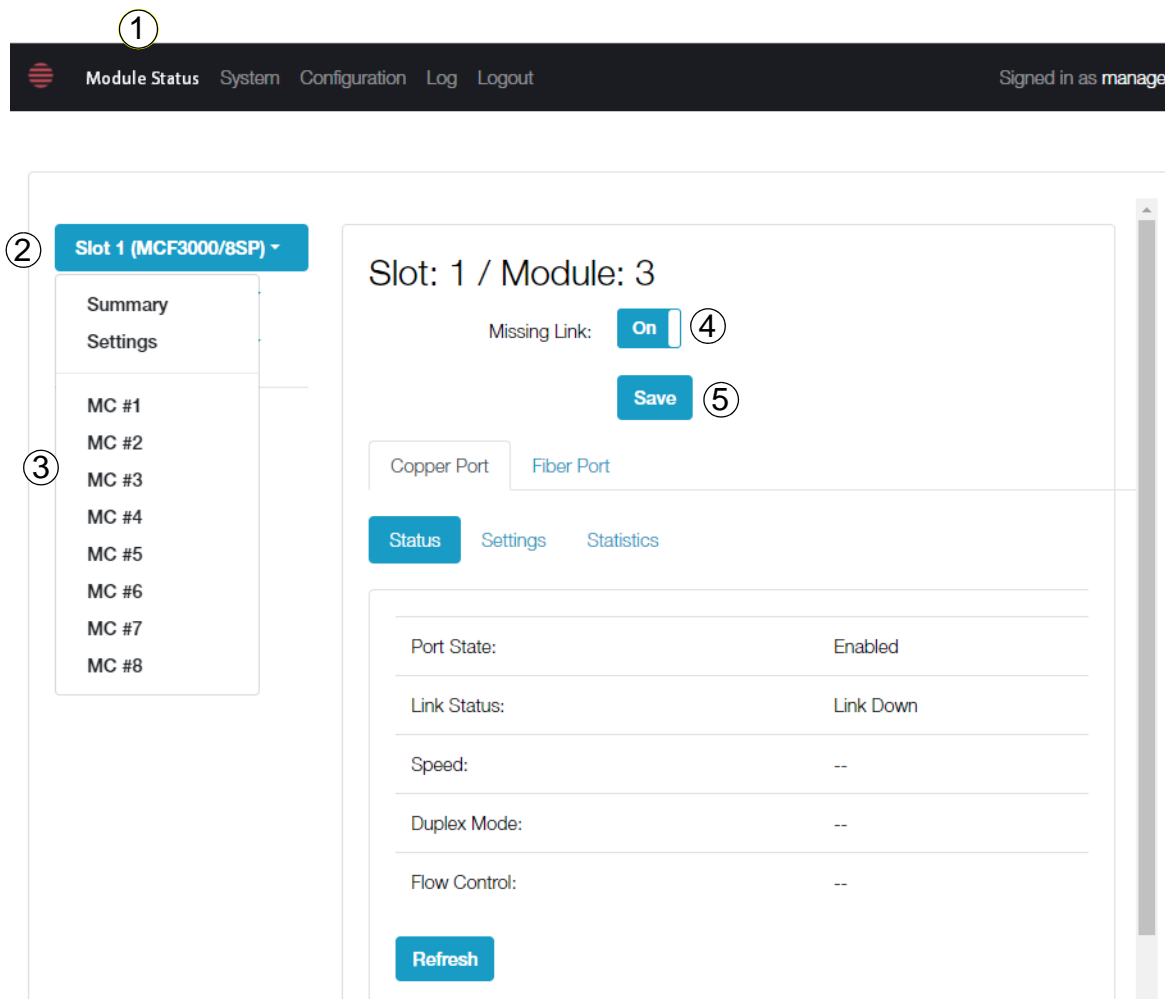 1
Module Status System Configuration Log Logout Signed in as manage
2 Slot 1 (MCF3000/8SP)
Summary
Settings
MC #1
MC #2
3 MC #3
MC #4
MC #5
MC #6
MC #7
MC #8
Slot: 1 / Module: 3
Missing Link: On 4
Save 5
Copper Port Fiber Port
Status Settings Statistics
Port State: Enabled
Link Status: Link Down
Speed: --
Duplex Mode: --
Flow Control: --
Refresh